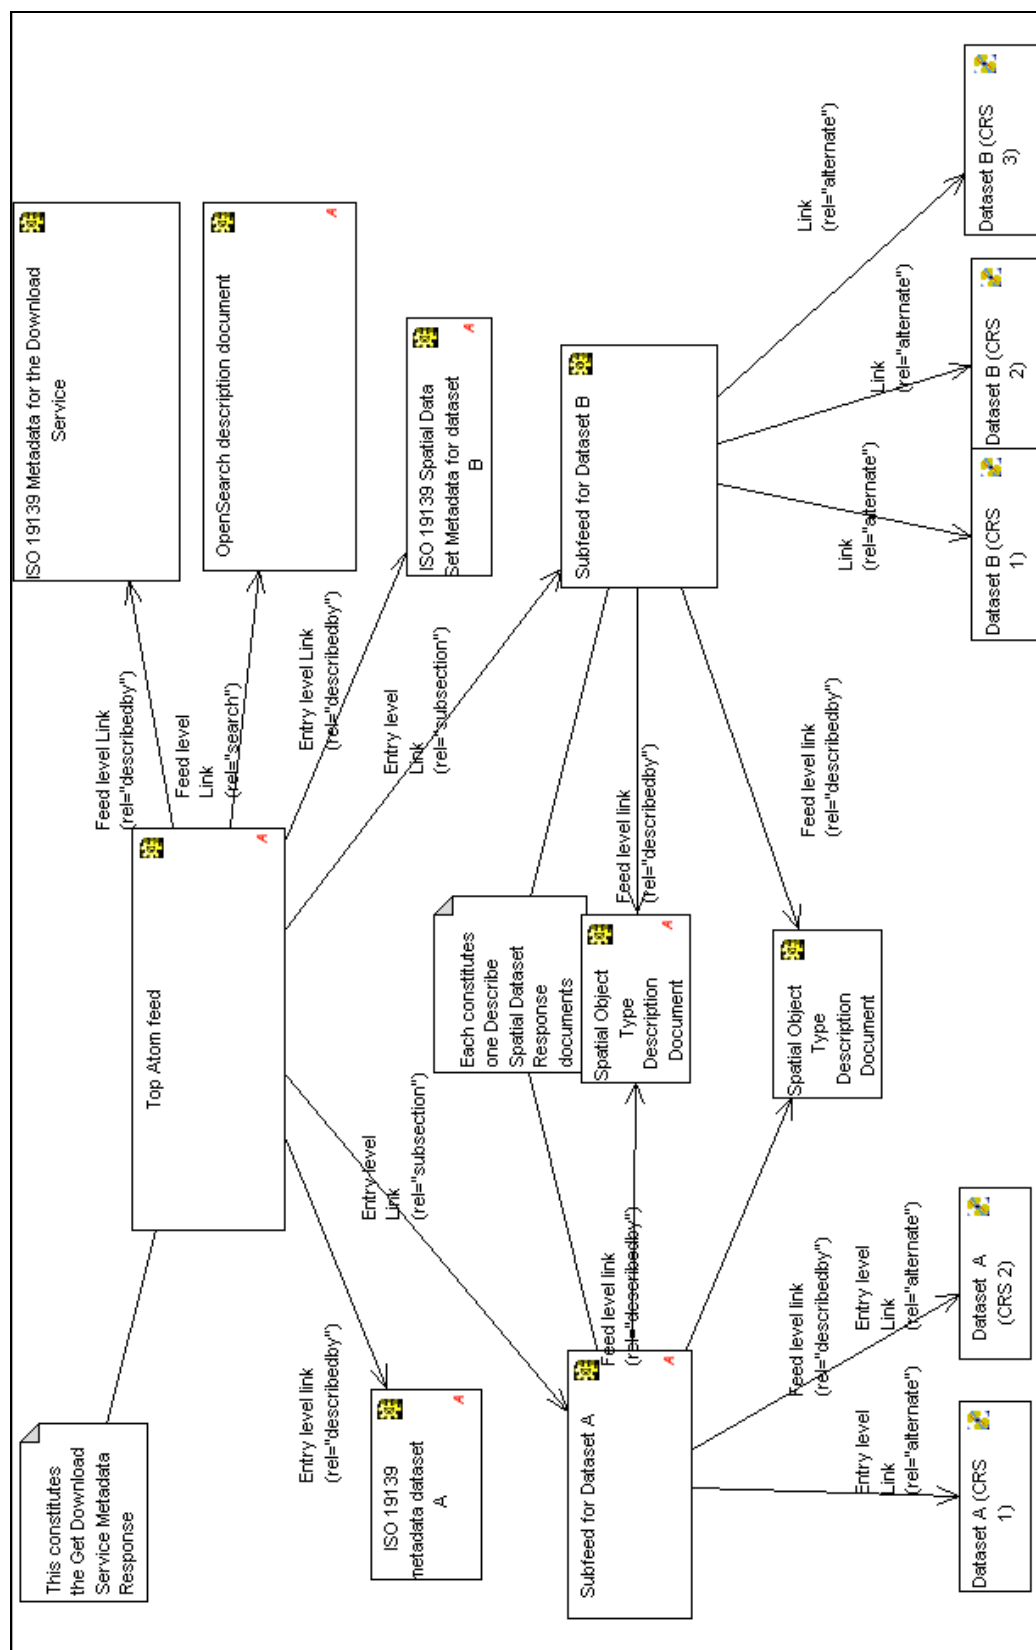 This constitutes
the Get Download
Service Metadata
Response
Top Atom feed
ISO 19139 Metadata for the Download
Service
Feed level Link
(rel="describedby")
Feed level
Link
(rel="search")
OpenSearch description document
Entry level link
(rel="describedby")
Entry level Link
(rel="describedby")
ISO 19139
metadata dataset
A
ISO 19139 Spatial Data
Set Metadata for dataset
B
Entry level
Link
(rel="subsection")
Entry level
Link
(rel="subsection")
Each constitutes
one Describe
Spatial Dataset
Response
documents
Subfeed for Dataset A
Subfeed for Dataset B
Feed level link
(rel="describedby")
Feed level link
(rel="describedby")
Spatial Object
Type
Description
Document
Feed level link
(rel="describedby")
Feed level link
(rel="describedby")
Spatial Object
Type
Description
Document
Entry level
Link
(rel="alternate")
Entry level
Link
(rel="alternate")
Link
(rel="alternate")
Link
(rel="alternate")
Link
(rel="alternate")
Dataset A (CRS
1)
Dataset A
(CRS 2)
Dataset B (CRS
1)
Dataset B (CRS
2)
Dataset B (CRS
3)